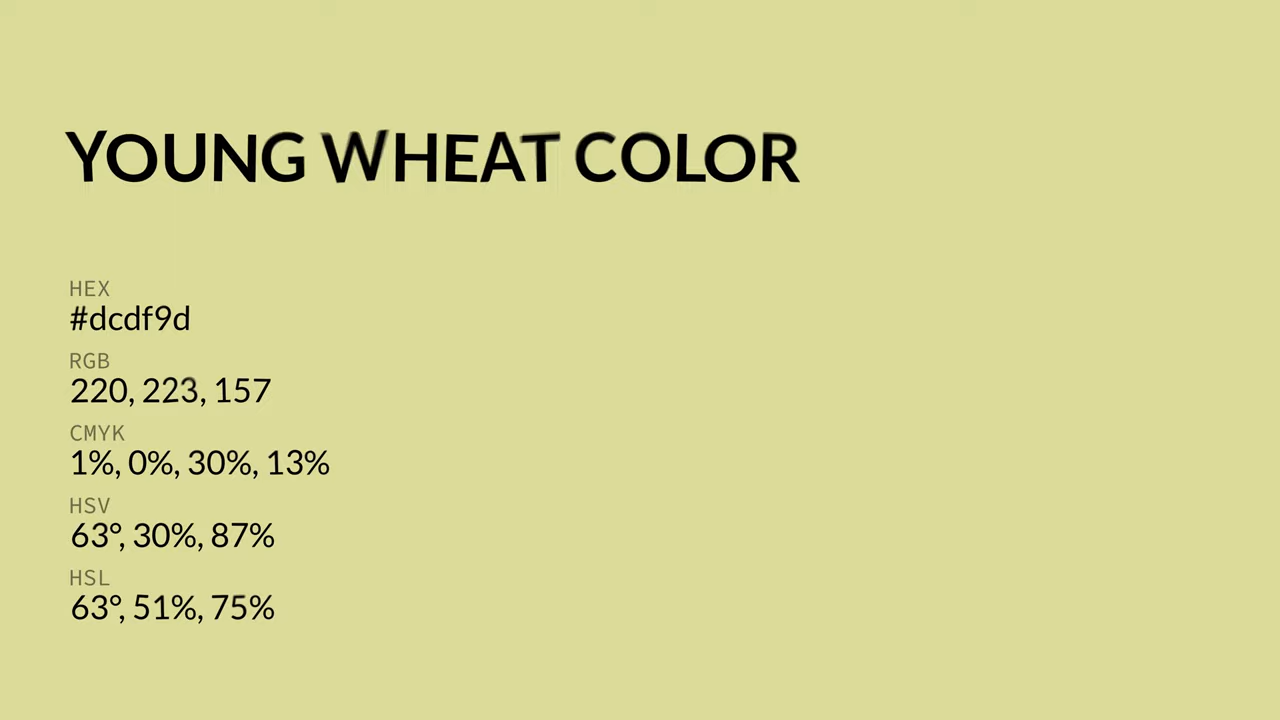 YOUNG WHEAT COLOR
HEX
#dcdf9d
RGB
220, 223, 157
CMYK
1%, 0%, 30%, 13%
HSV
63°, 30%, 87%
HSL
63°, 51%, 75%